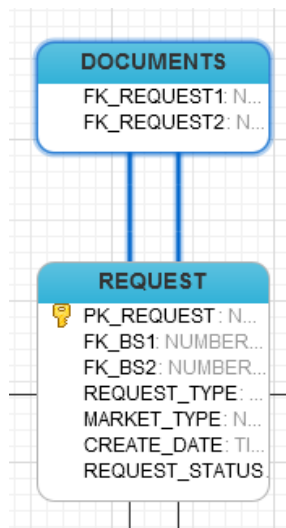 DOCUMENTS
FK_REQUEST1: N...
FK_REQUEST2: N...
REQUEST
PK_REQUEST: N...
FK_BS1: NUMBER...
FK_BS2: NUMBER...
REQUEST_TYPE: ...
MARKET_TYPE: N...
CREATE_DATE: TI...
REQUEST_STATUS.